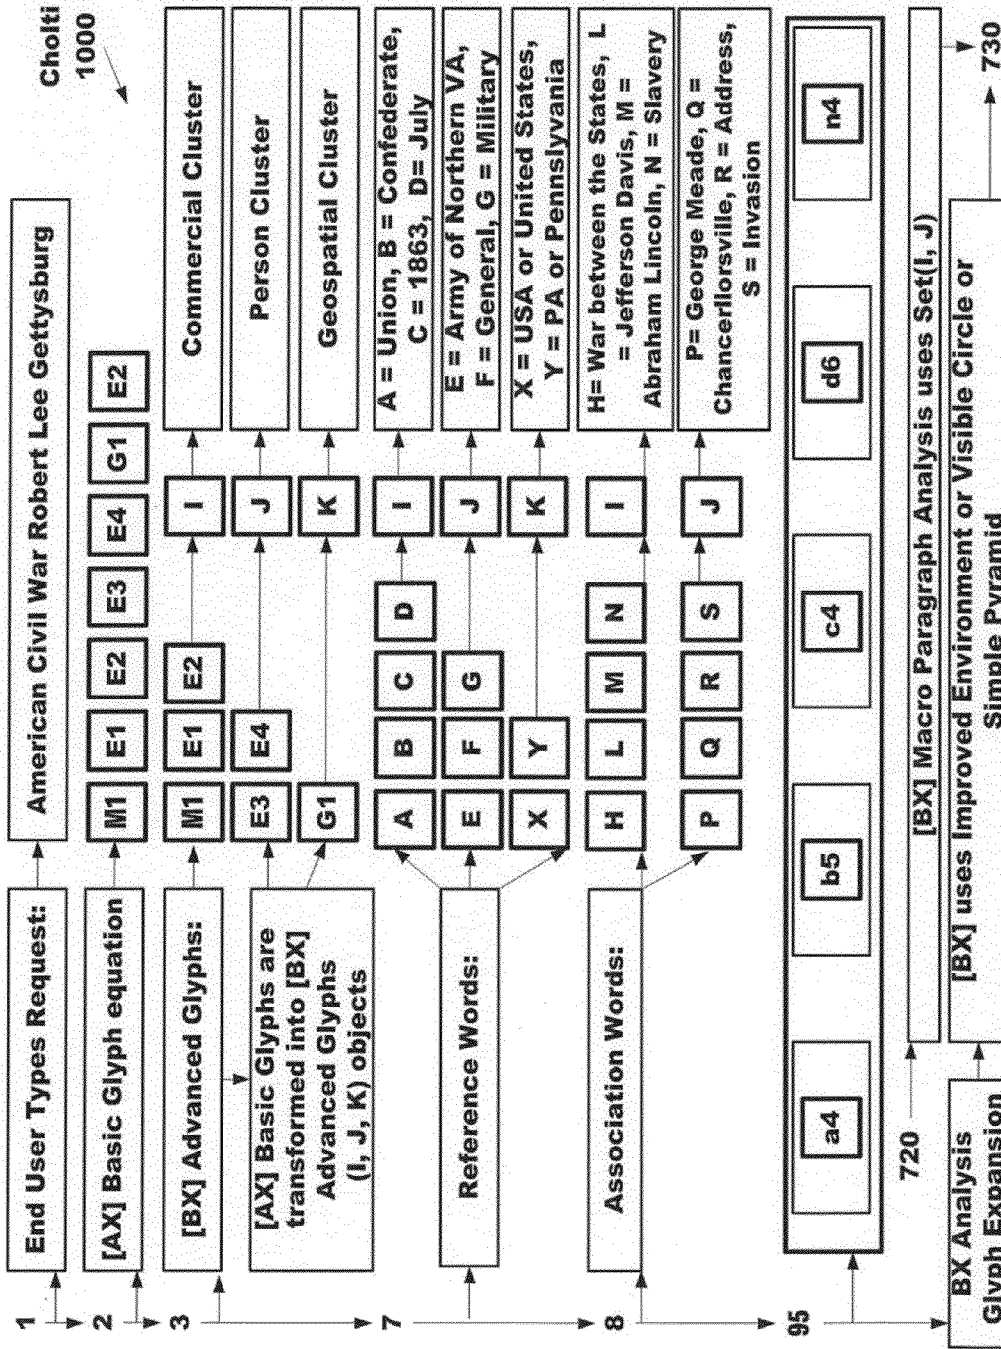 Cholti
1000
1
End User Types Request:
American Civil War Robert Lee Gettysburg
2
[AX] Basic Glyph equation
M1 E1 E2 E3 E4 G1 E2
3
[BX] Advanced Glyphs:
M1 E1 E2 I
Commercial Cluster
[AX] Basic Glyphs are
transformed into [BX]
Advanced Glyphs
(I, J, K) objects
E3 E4 J
Person Cluster
G1 K
Geospatial Cluster
7
Reference Words:
A B C D I
A = Union, B = Confederate,
C = 1863, D= July
E F G J
E = Army of Northern VA,
F = General, G = Military
X Y K
X = USA or United States,
Y = PA or Pennslyvania
8
Association Words:
H L M N I
H= War between the States, L
= Jefferson Davis, M =
Abraham Lincoln, N = Slavery
P Q R S J
P= George Meade, Q =
Chancerllorsville, R = Address,
S = Invasion
95
a4 b5 c4 d6 n4
720
[BX] Macro Paragraph Analysis uses Set(I, J)
BX Analysis
Glyph Expansion
[BX] uses Improved Environment or Visible Circle or
Simple Pyramid
730